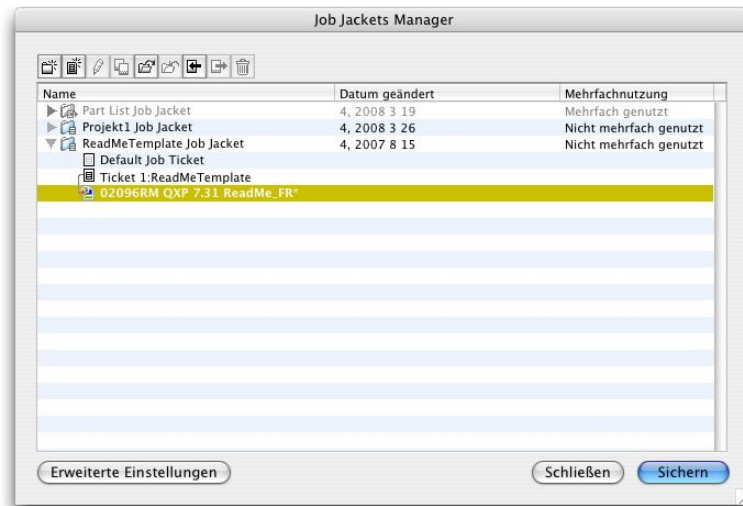 Job Jackets Manager
Name Datum geändert Mehrfachnutzung
Part List Job Jacket 4, 2008 3 19 Mehrfach genutzt
Projekt1 Job Jacket 4, 2008 3 26 Nicht mehrfach genutzt
ReadMeTemplate Job Jacket 4, 2007 8 15 Nicht mehrfach genutzt
Default Job Ticket
Ticket 1:ReadMeTemplate
02096RM QXP 7.31 ReadMe_FR*
Erweiterte Einstellungen Schließen Sichern